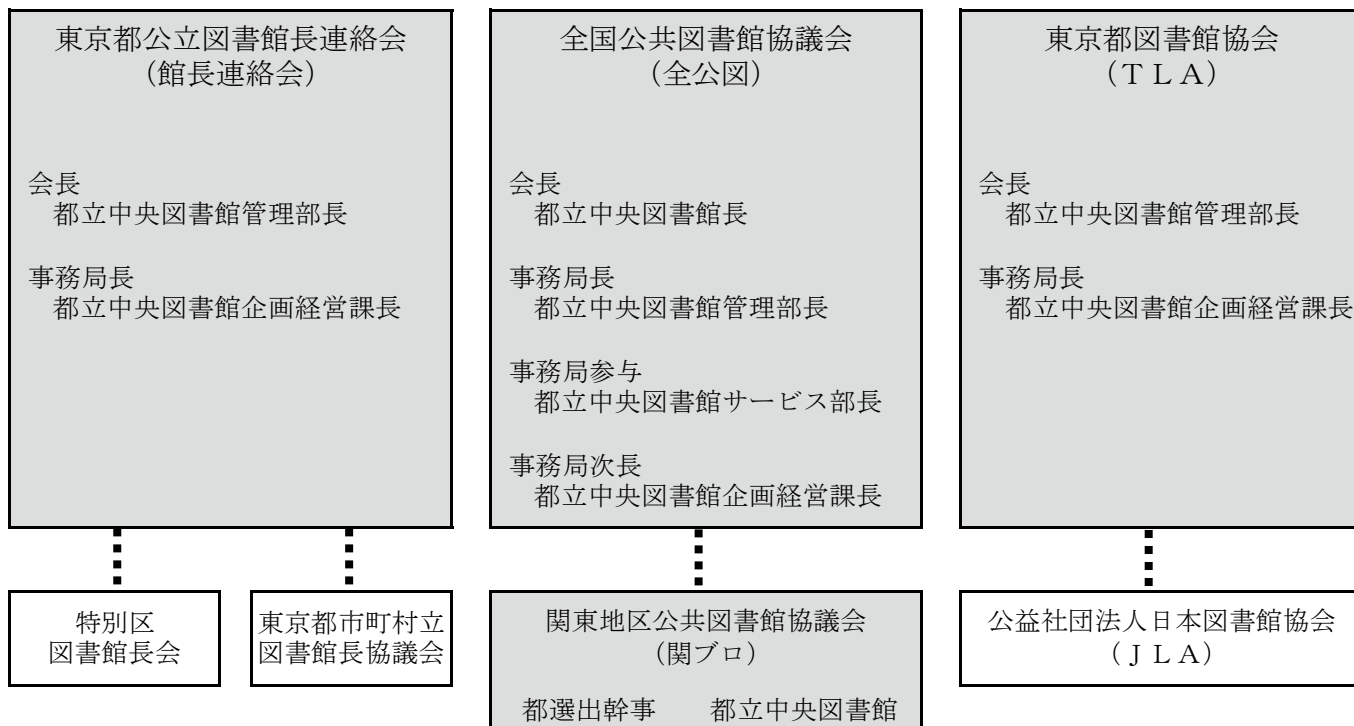 東京都公立図書館長連絡会
（館長連絡会）
会長
都立中央図書館管理部長
事務局長
都立中央図書館企画経営課長
全国公共図書館協議会
（全公図）
会長
都立中央図書館長
事務局長
都立中央図書館管理部長
事務局参与
都立中央図書館サービス部長
事務局次長
都立中央図書館企画経営課長
東京都図書館協会
（ＴＬＡ）
会長
都立中央図書館管理部長
事務局長
都立中央図書館企画経営課長
特別区
図書館長会
東京都市町村立
図書館長協議会
関東地区公共図書館協議会
（関ブロ）
都選出幹事　　都立中央図書館
公益社団法人日本図書館協会
（ＪＬＡ）